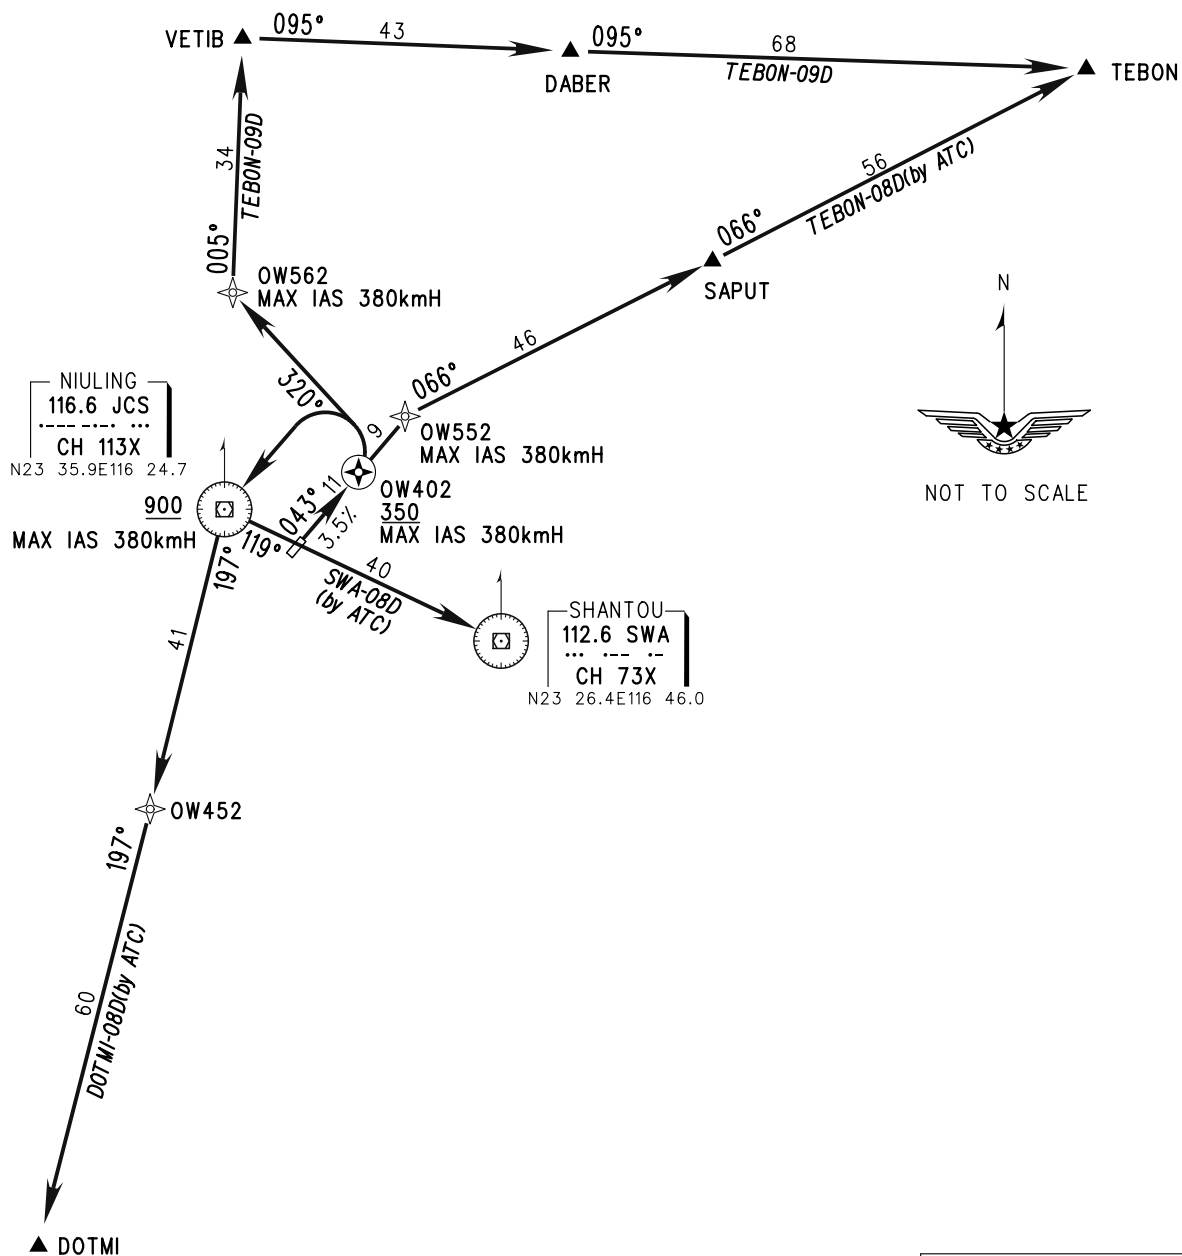 VETIB
095°
43
095°
68
TEBON-09D
TEBON
DABER
34
TEBON-09D
56
TEBON-08D(by ATC)
005°
066°
OW562
MAX IAS 380kmH
SAPUT
N
46
320°
066°
NIULING
116.6 JCS
CH 113X
N23 35.9E116 24.7
9
OW552
MAX IAS 380kmH
NOT TO SCALE
900
MAX IAS 380kmH
043°
11
3.5%
OW402
350
MAX IAS 380kmH
119°
197°
40
SWA-08D
(by ATC)
SHANTOU
112.6 SWA
CH 73X
N23 26.4E116 46.0
41
OW452
197°
60
DOTMI-08D(by ATC)
DOTMI